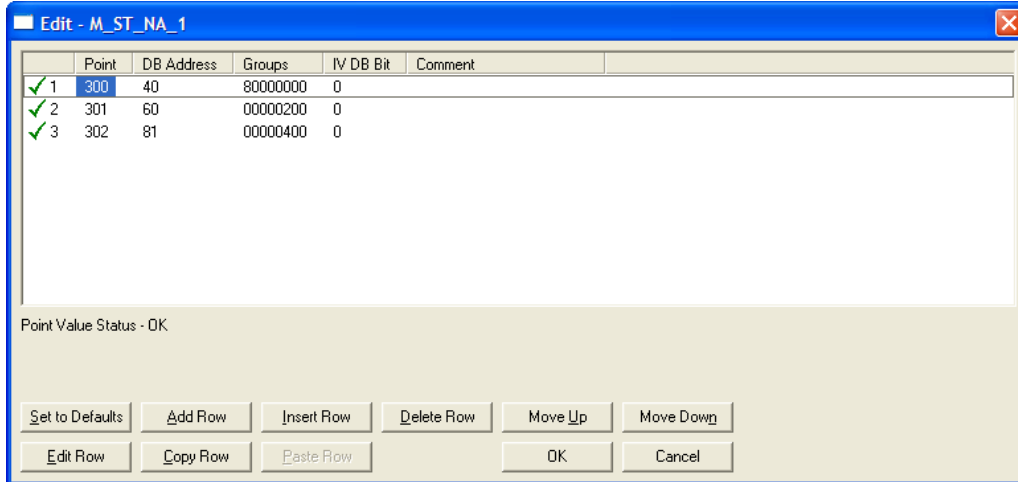 Edit - M_ST_NA_1
Point DB Address Groups IV DB Bit Comment
1 300 40 80000000 0
2 301 60 00000200 0
3 302 81 00000400 0
Point Value Status - OK
Set to Defaults Add Row Insert Row Delete Row Move Up Move Down
Edit Row Copy Row Paste Row OK Cancel